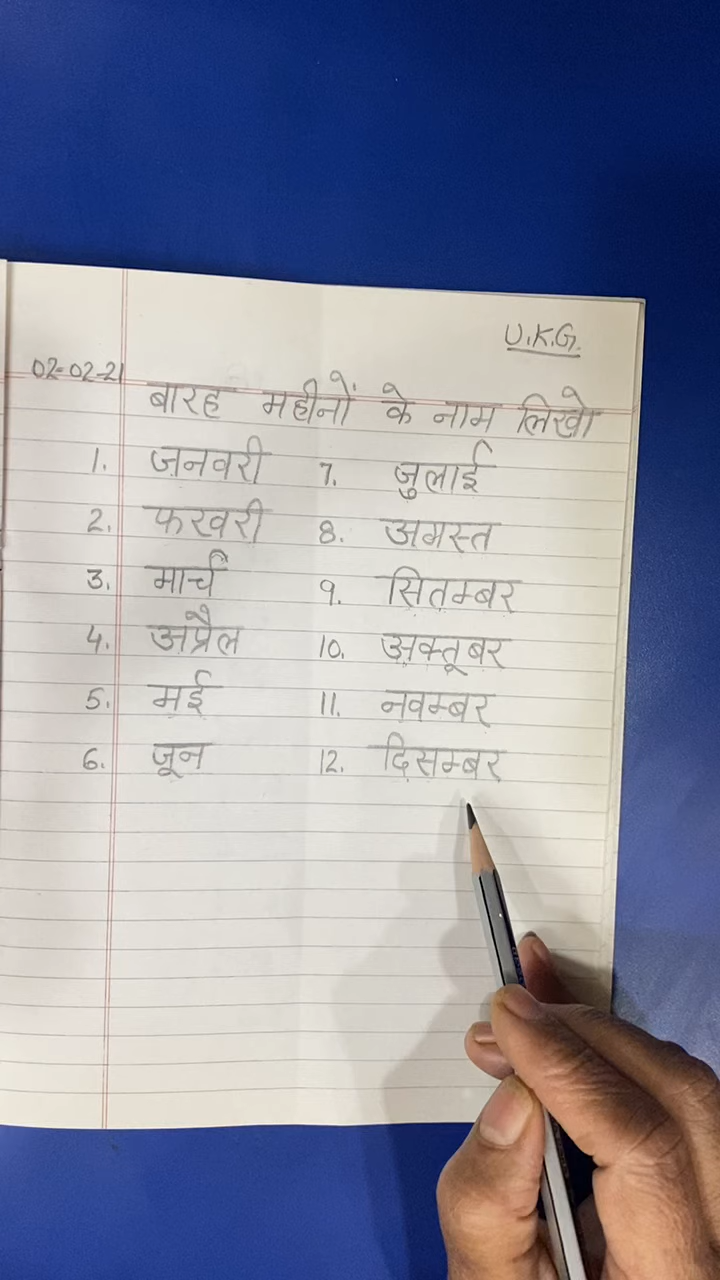 U.K.G.
02-02-21
बारह महीनों के नाम लिखो
1. जनवरी 7. जुलाई
2. फरवरी 8. अगस्त
3. मार्च 9. सितम्बर
4. अप्रैल 10. अक्तूबर
5. मई 11. नवम्बर
6. जून 12. दिसम्बर